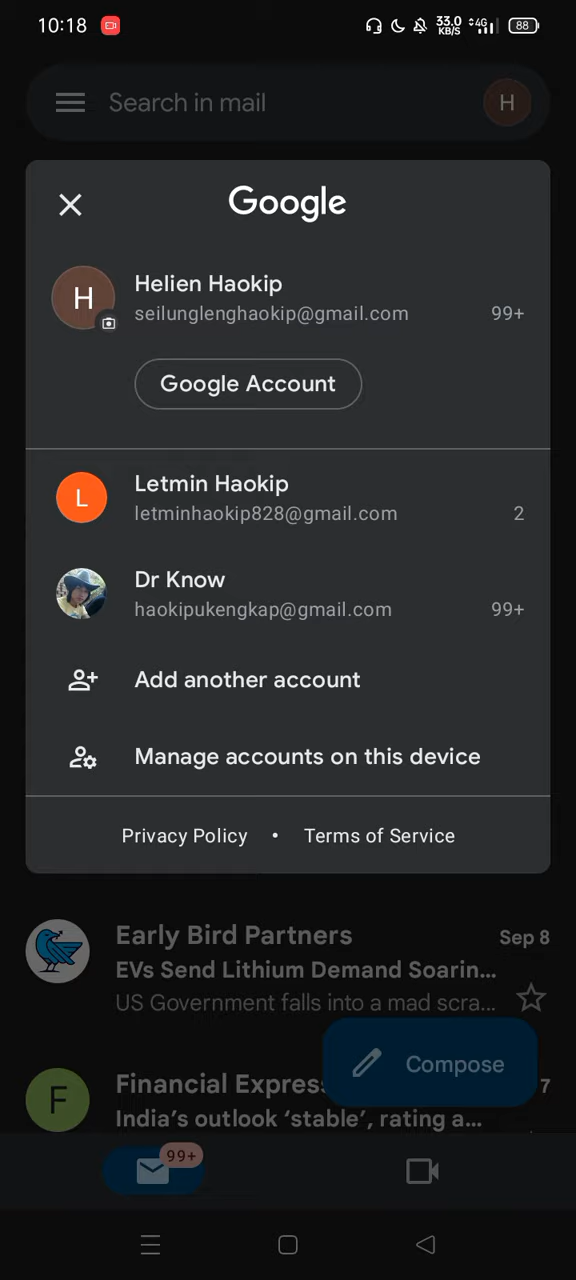 10:18
33.0
KB/S
4G
88
Search in mail
H
Google
H
Helien Haokip
seilunglenghaokip@gmail.com
99+
Google Account
L
Letmin Haokip
letminhaokip828@gmail.com
2
Dr Know
haokipukengkap@gmail.com
99+
Add another account
Manage accounts on this device
Privacy Policy • Terms of Service
Early Bird Partners
Sep 8
EVs Send Lithium Demand Soarin...
US Government falls into a mad scra...
Compose
F
Financial Express
7
India’s outlook ‘stable’, rating a...
99+